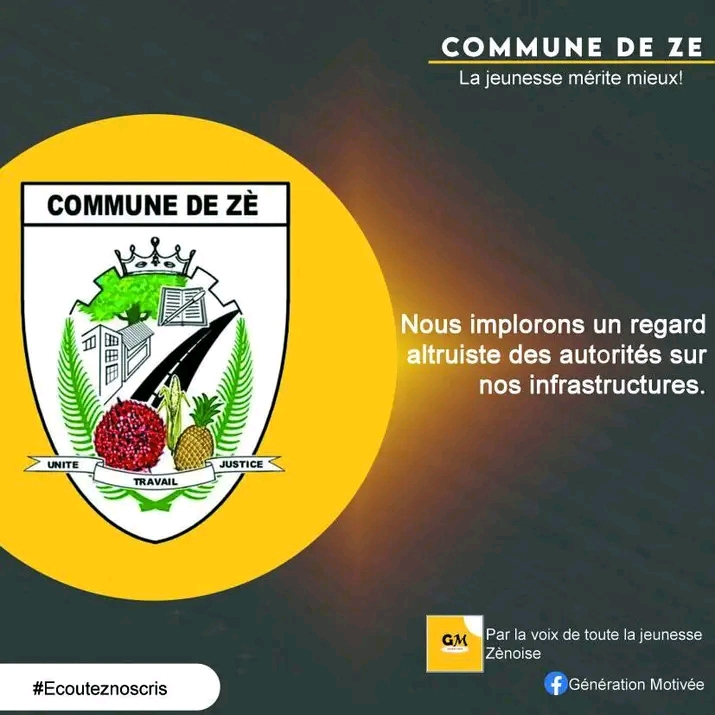 COMMUNE DE ZE
La jeunesse mérite mieux!
COMMUNE DE ZÈ
UNITE
TRAVAIL
JUSTICE
Nous implorons un regard
altruiste des autorités sur
nos infrastructures.
GM
Par la voix de toute la jeunesse
Zènoise
Génération Motivée
#Ecouteznoscris